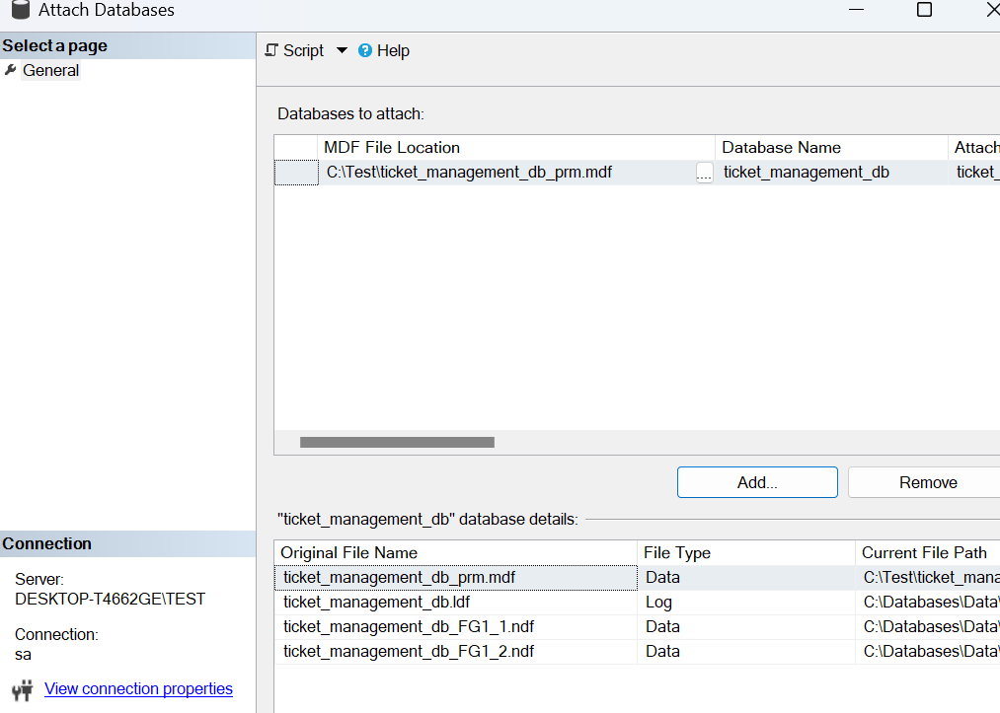 Attach Databases
Select a page
General
Script Help
Databases to attach:
MDF File Location Database Name Attach
C:\Test\ticket_management_db_prm.mdf ... ticket_management_db ticket_
Add... Remove
"ticket_management_db" database details:
Original File Name File Type Current File Path
ticket_management_db_prm.mdf Data C:\Test\ticket_mana
ticket_management_db.ldf Log C:\Databases\Data\
ticket_management_db_FG1_1.ndf Data C:\Databases\Data\
ticket_management_db_FG1_2.ndf Data C:\Databases\Data\
Connection
Server:
DESKTOP-T4662GE\TEST
Connection:
sa
View connection properties